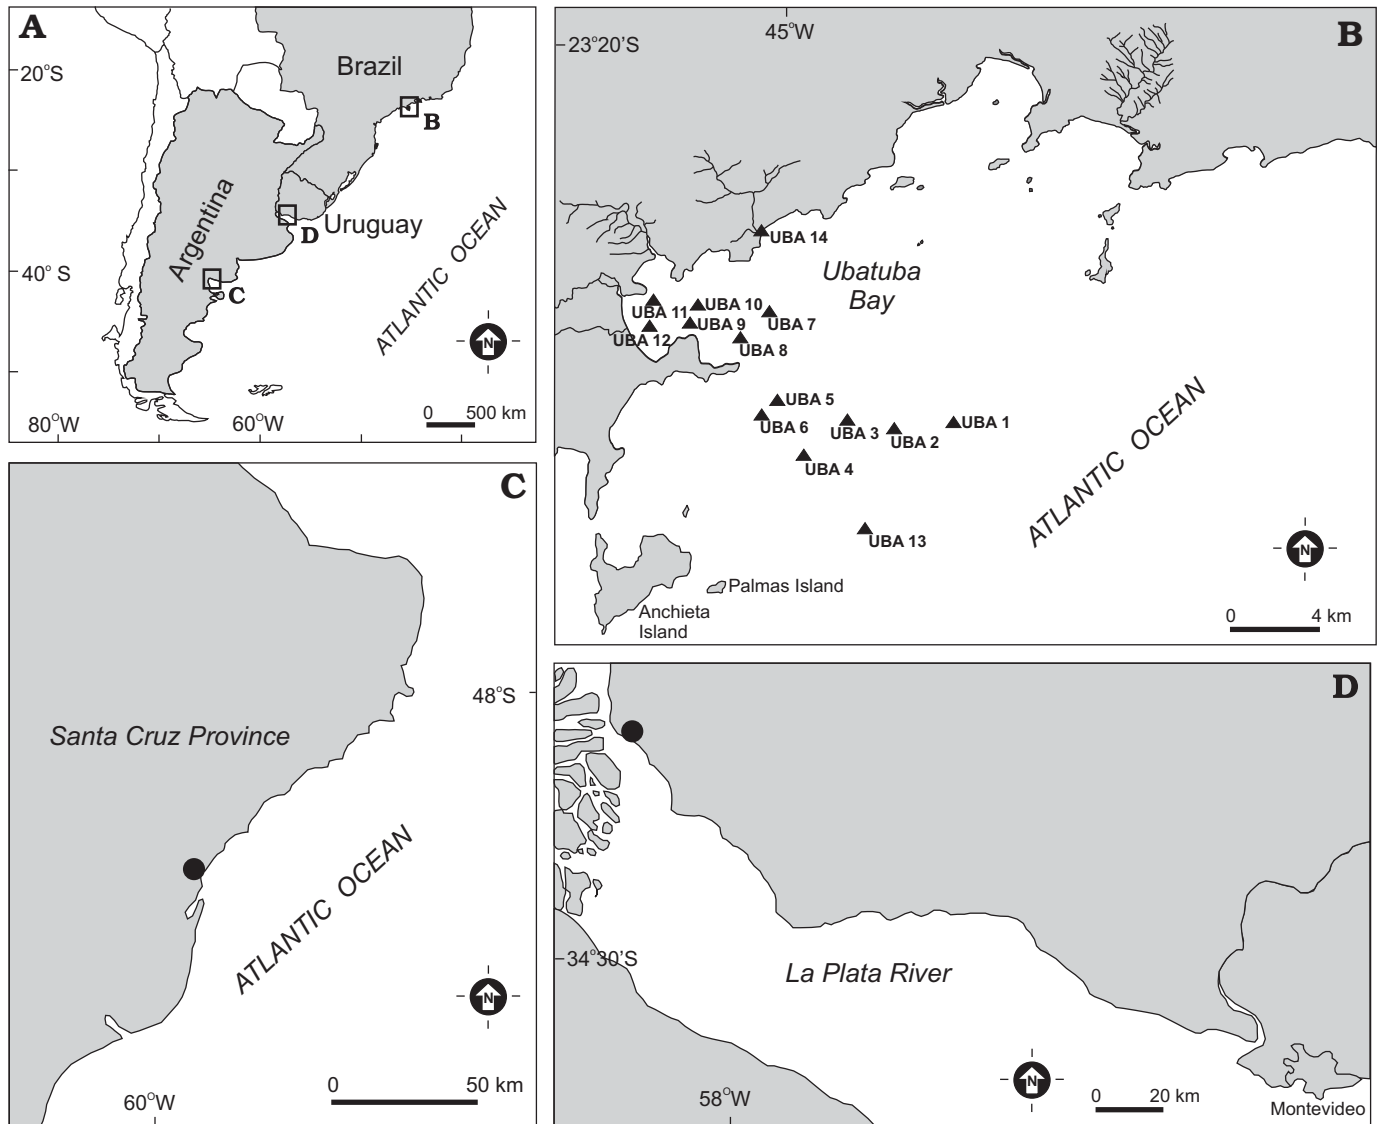 A
20°S
Brazil
B
Argentina
Uruguay
D
40° S
C
ATLANTIC OCEAN
N
0 500 km
80°W
60°W
B
45°W
23°20'S
UBA 14
Ubatuba
Bay
UBA 10
UBA 11
UBA 9
UBA 7
UBA 12
UBA 8
UBA 5
UBA 6
UBA 3
UBA 2
UBA 1
UBA 4
UBA 13
ATLANTIC OCEAN
N
Palmas Island
Anchieta
Island
0 4 km
C
48°S
Santa Cruz Province
ATLANTIC OCEAN
N
0 50 km
60°W
D
34°30'S
La Plata River
N
0 20 km
58°W
Montevideo